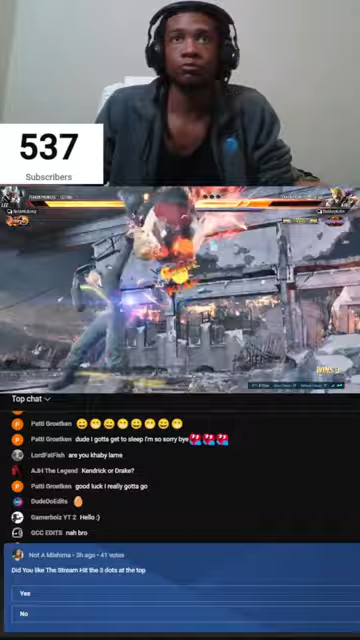 537
Subscribers
LEE
WINS 3
Top chat
Patti Groetken 😄😁😄😁😄😁😁
Patti Groetken dude I gotta get to sleep I'm so sorry bye
LordFatFish are you khaby lame
AJH The Legend Kendrick or Drake?
Patti Groetken good luck I really gotta go
DudeDoEdits 🥚
Gamerboiz YT 2 Hello :)
GCC EDITS nah bro
Not A Mishima • 3h ago • 41 votes
Did You like The Stream Hit the 3 dots at the top
Yes
No